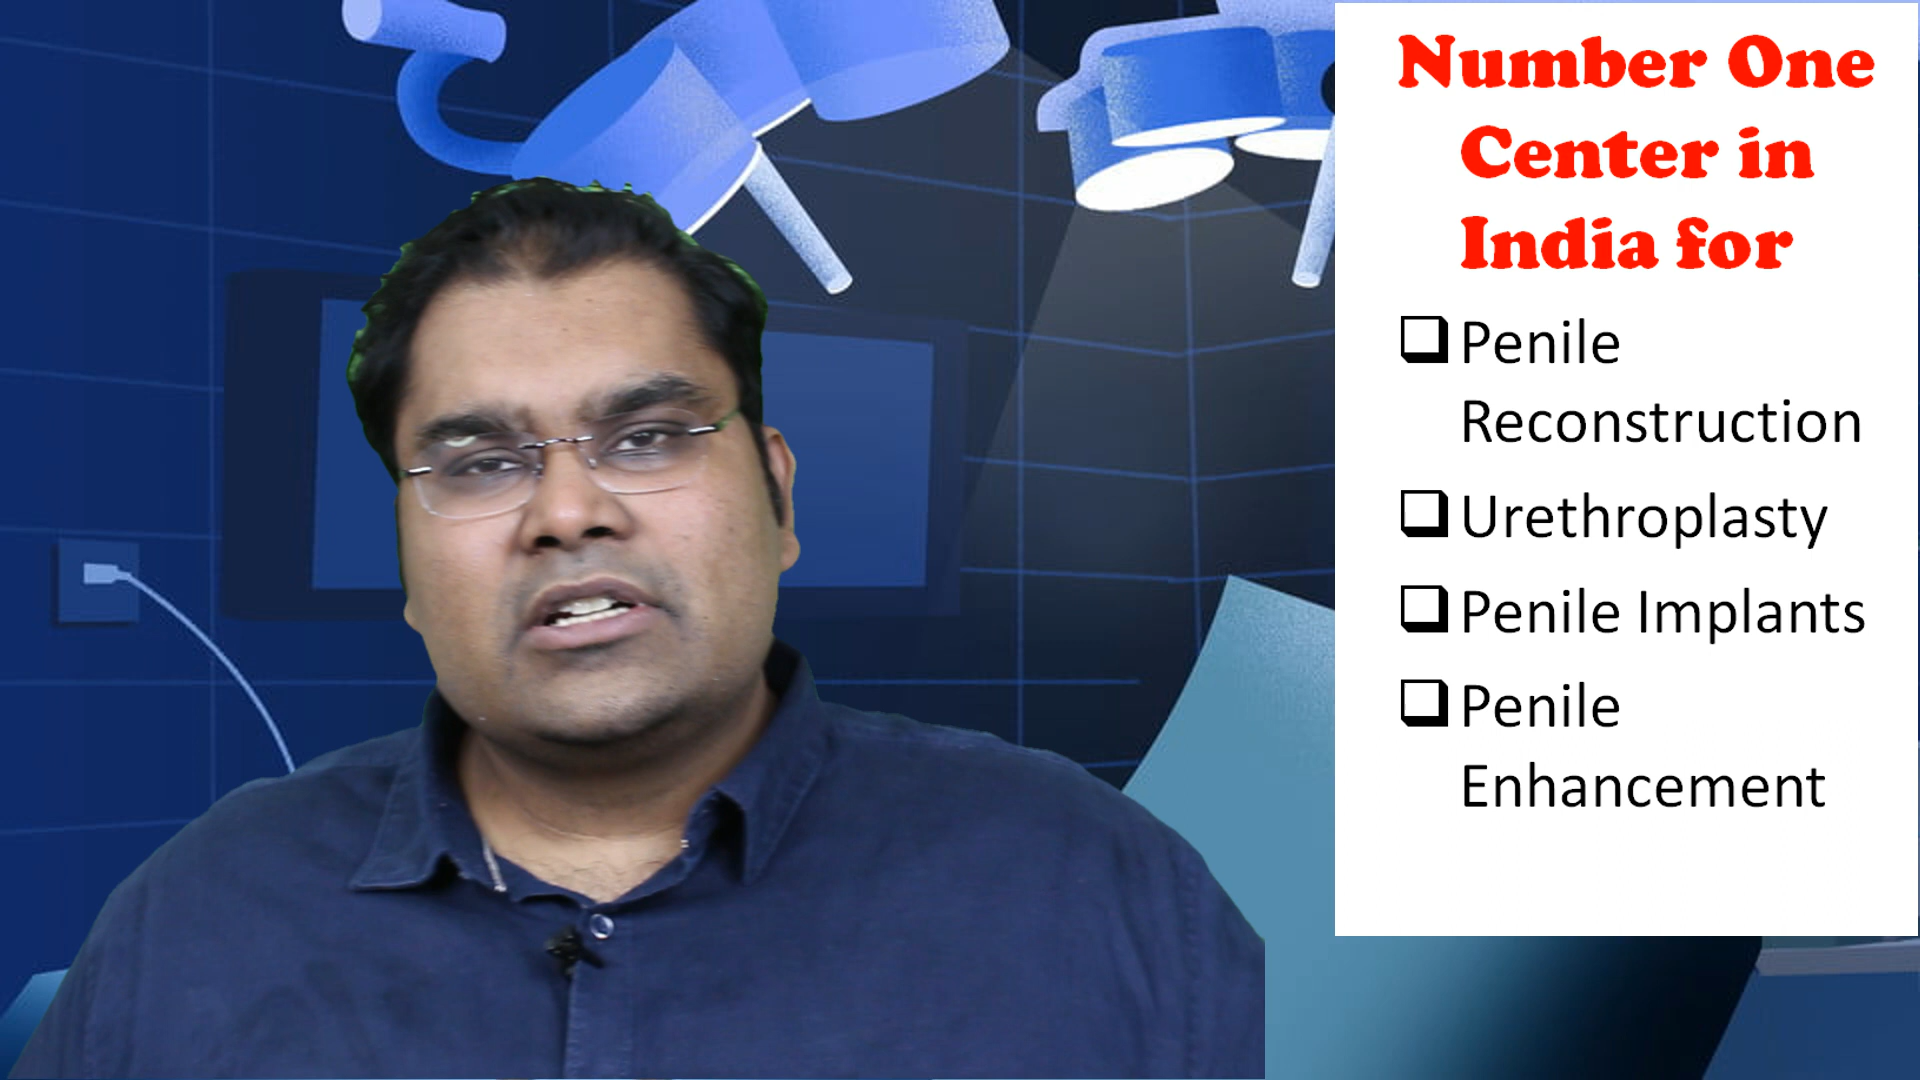 Number One
Center in
India for
Penile
Reconstruction
Urethroplasty
Penile Implants
Penile
Enhancement